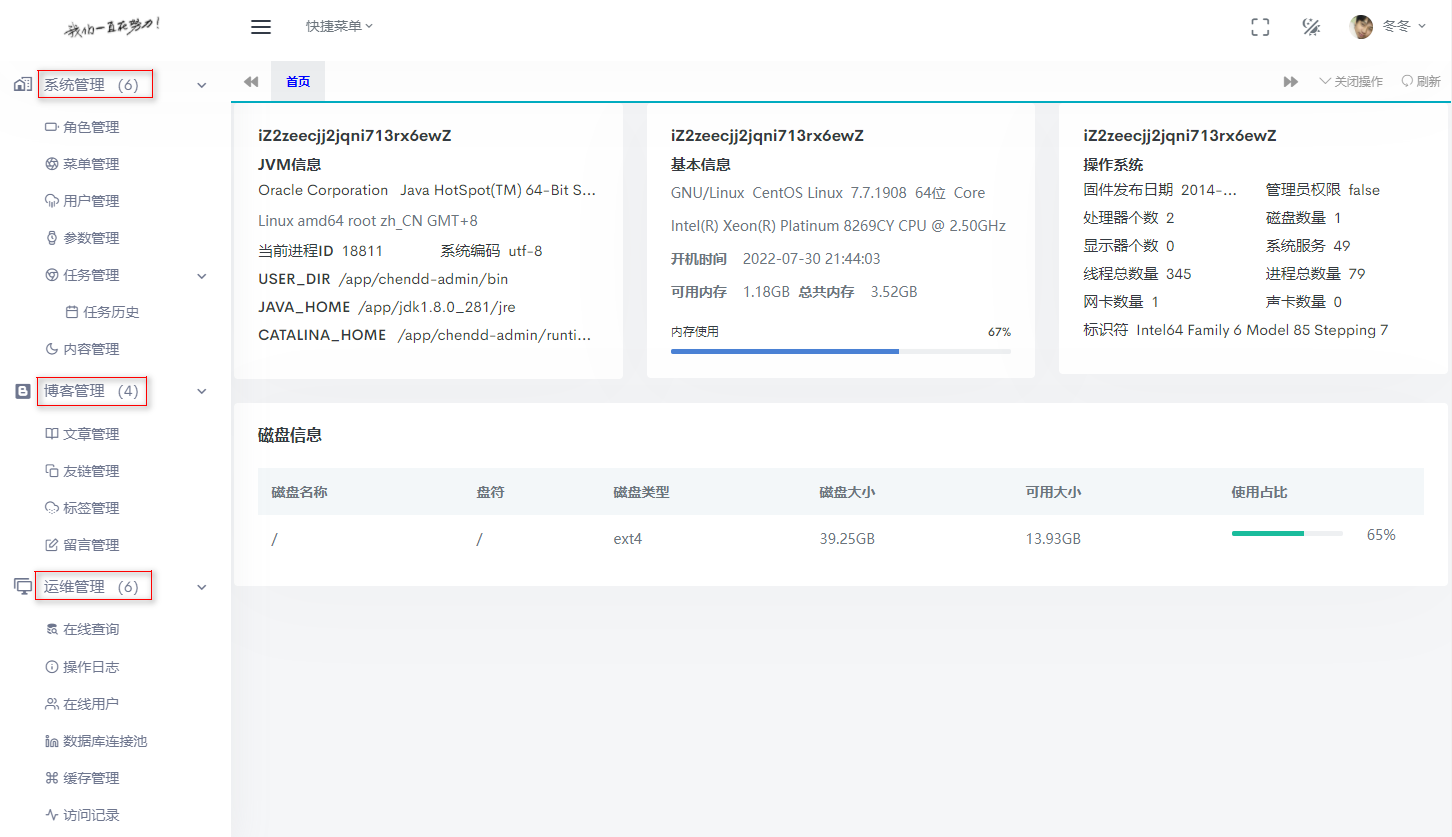 我们一直在努力!
快捷菜单
冬冬
系统管理 (6)
角色管理
菜单管理
用户管理
参数管理
任务管理
任务历史
内容管理
博客管理 (4)
文章管理
友链管理
标签管理
留言管理
运维管理 (6)
在线查询
操作日志
在线用户
数据库连接池
缓存管理
访问记录
首页
关闭操作
刷新
iZ2zeecjj2jqni713rx6ewZ
JVM信息
Oracle Corporation Java HotSpot(TM) 64-Bit S...
Linux amd64 root zh_CN GMT+8
当前进程ID 18811 系统编码 utf-8
USER_DIR /app/chendd-admin/bin
JAVA_HOME /app/jdk1.8.0_281/jre
CATALINA_HOME /app/chendd-admin/runti...
iZ2zeecjj2jqni713rx6ewZ
基本信息
GNU/Linux CentOS Linux 7.7.1908 64位 Core
Intel(R) Xeon(R) Platinum 8269CY CPU @ 2.50GHz
开机时间 2022-07-30 21:44:03
可用内存 1.18GB 总共内存 3.52GB
内存使用 67%
iZ2zeecjj2jqni713rx6ewZ
操作系统
固件发布日期 2014-... 管理员权限 false
处理器个数 2 磁盘数量 1
显示器个数 0 系统服务 49
线程总数量 345 进程总数量 79
网卡数量 1 声卡数量 0
标识符 Intel64 Family 6 Model 85 Stepping 7
磁盘信息
磁盘名称 盘符 磁盘类型 磁盘大小 可用大小 使用占比
/ / ext4 39.25GB 13.93GB 65%